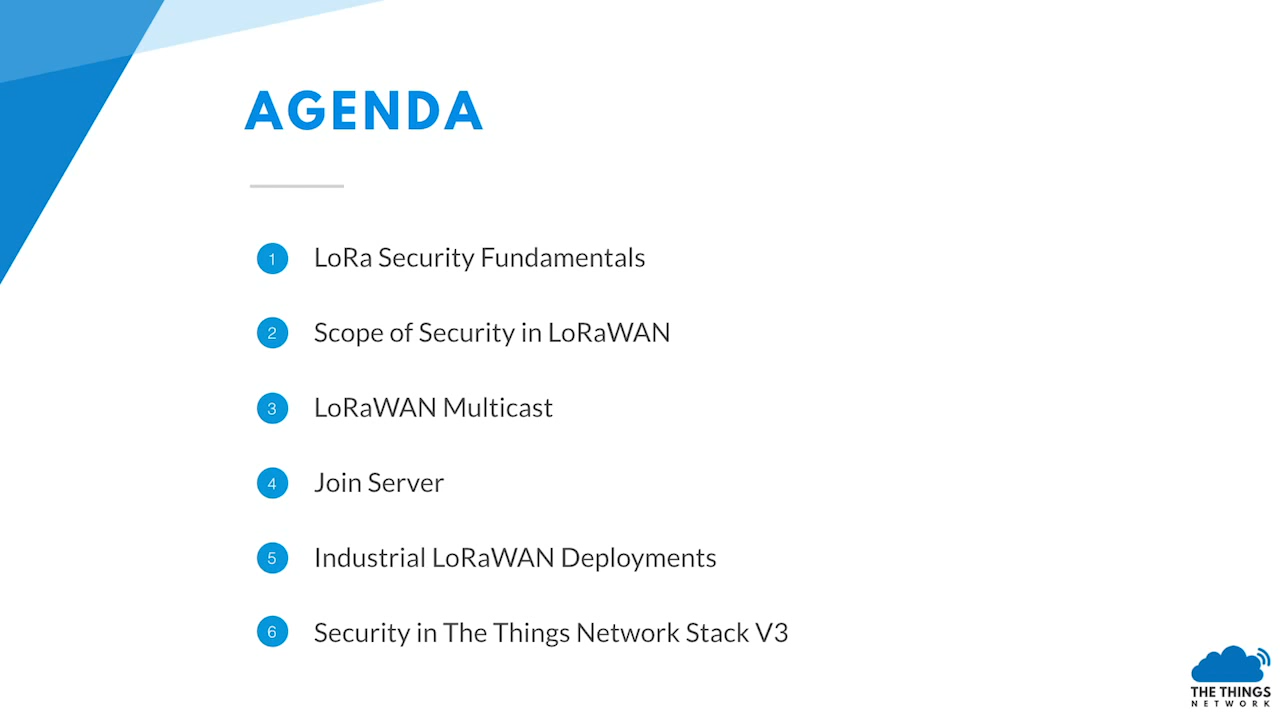 AGENDA
1 LoRa Security Fundamentals
2 Scope of Security in LoRaWAN
3 LoRaWAN Multicast
4 Join Server
5 Industrial LoRaWAN Deployments
6 Security in The Things Network Stack V3
THE THINGS
NETWORK